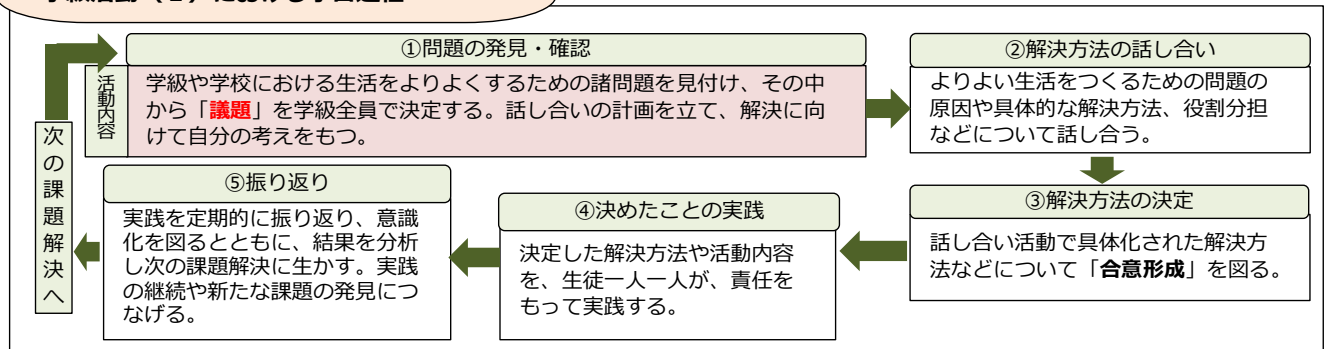 ①問題の発見・確認
活動内容
学級や学校における生活をよりよくするための諸問題を見付け、その中
から「議題」を学級全員で決定する。話し合いの計画を立て、解決に向
けて自分の考えをもつ。
②解決方法の話し合い
よりよい生活をつくるための問題の
原因や具体的な解決方法、役割分担
などについて話し合う。
③解決方法の決定
話し合い活動で具体化された解決方
法などについて「合意形成」を図る。
④決めたことの実践
決定した解決方法や活動内容
を、生徒一人一人が、責任を
もって実践する。
⑤振り返り
実践を定期的に振り返り、意識
化を図るとともに、結果を分析
し次の課題解決に生かす。実践
の継続や新たな課題の発見につ
なげる。
次の課題解決へ